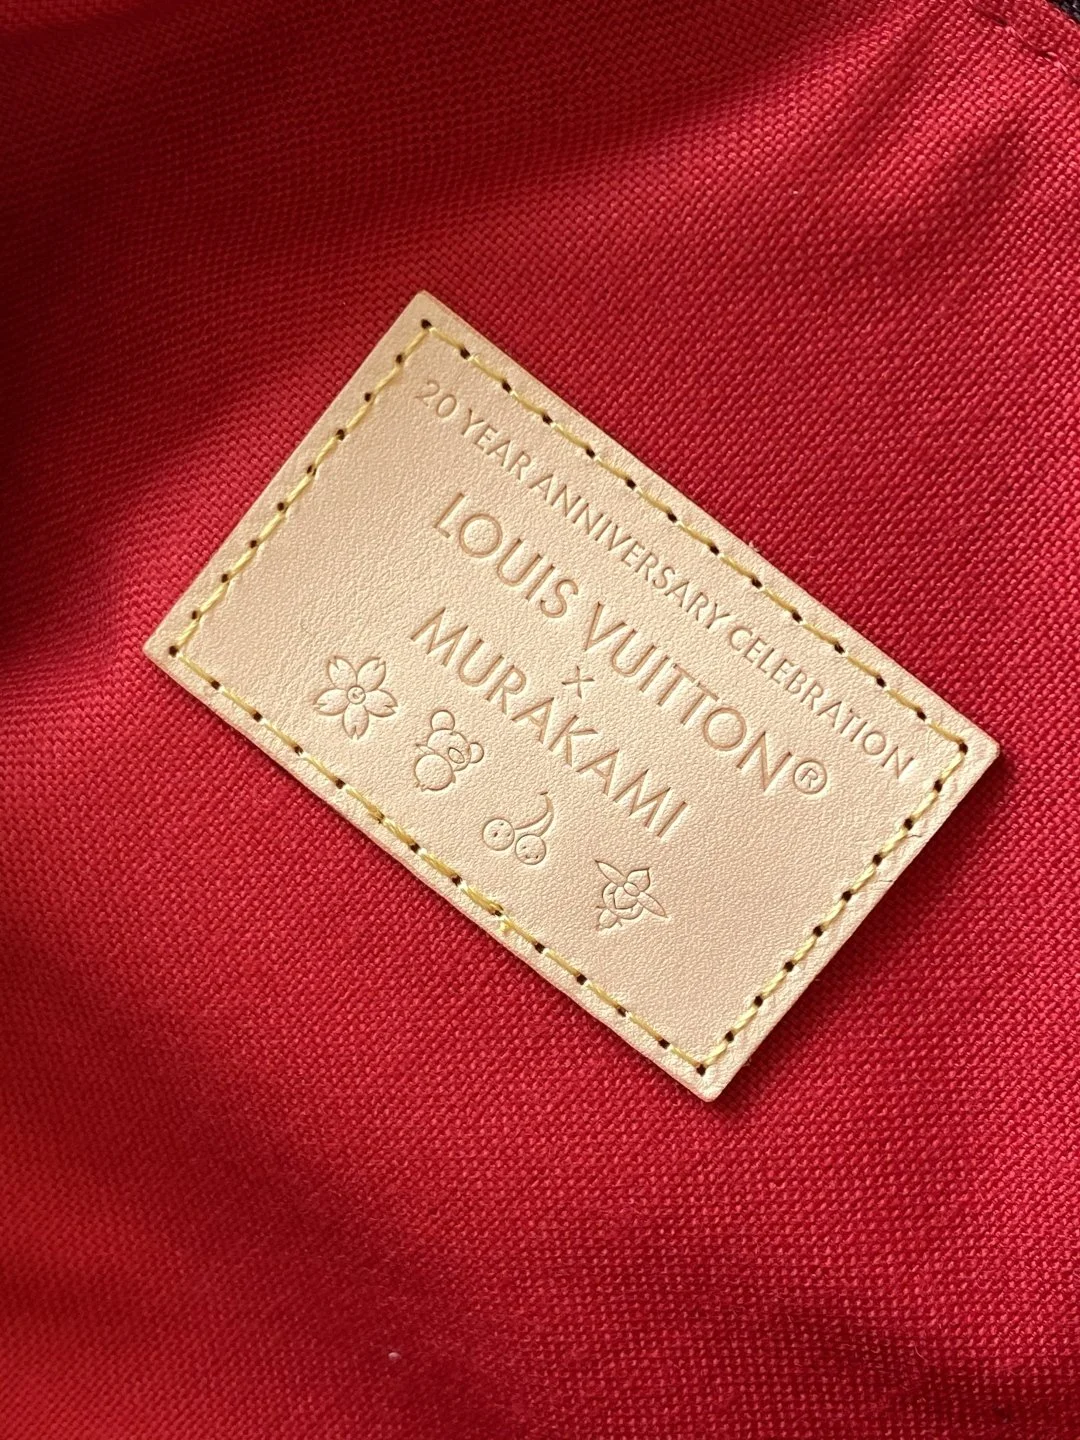 20 YEAR ANNIVERSARY CELEBRATION
LOUIS VUITTON®
×
MURAKAMI